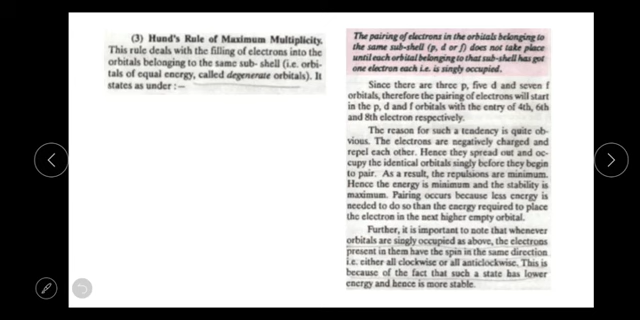 (3) Hund's Rule of Maximum Multiplicity.
This rule deals with the filling of electrons into the
orbitals belonging to the same sub- shell (i.e. orbi-
tals of equal energy, called degenerate orbitals). It
states as under :—
The pairing of electrons in the orbitals belonging to
the same sub-shell (p, d or f) does not take place
until each orbital belonging to that sub-shell has got
one electron each i.e. is singly occupied.
Since there are three p, five d and seven f
orbitals, therefore the pairing of electrons will start
in the p, d and f orbitals with the entry of 4th, 6th
and 8th electron respectively.
The reason for such a tendency is quite ob-
vious. The electrons are negatively charged and
repel each other. Hence they spread out and oc-
cupy the identical orbitals singly before they begin
to pair. As a result, the repulsions are minimum.
Hence the energy is minimum and the stability is
maximum. Pairing occurs because less energy is
needed to do so than the energy required to place
the electron in the next higher empty orbital.
Further, it is important to note that whenever
orbitals are singly occupied as above, the electrons
present in them have the spin in the same direction
i.e. either all clockwise or all anticlockwise. This is
because of the fact that such a state has lower
energy and hence is more stable.